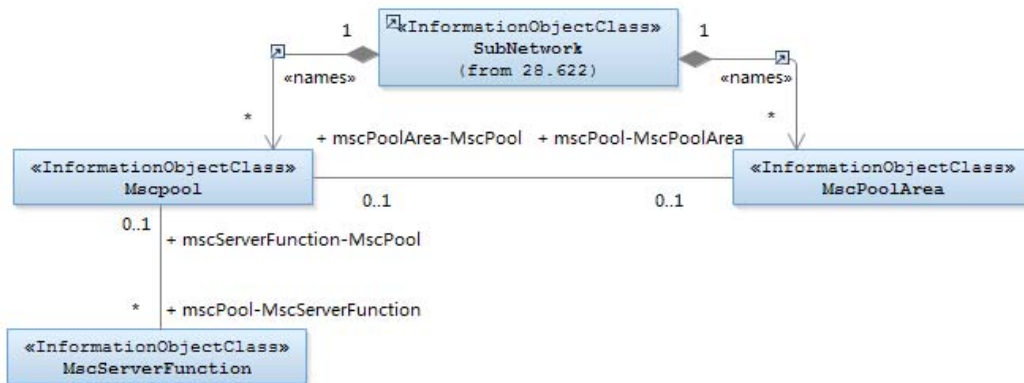 1
«InformationObjectClass»
SubNetwork
(from 28.622)
1
«names»
«names»
*
*
+ mscPoolArea-MscPool
+ mscPool-MscPoolArea
«InformationObjectClass»
Mscpool
«InformationObjectClass»
MscPoolArea
0..1
0..1
0..1
+ mscServerFunction-MscPool
*
+ mscPool-MscServerFunction
«InformationObjectClass»
MscServerFunction